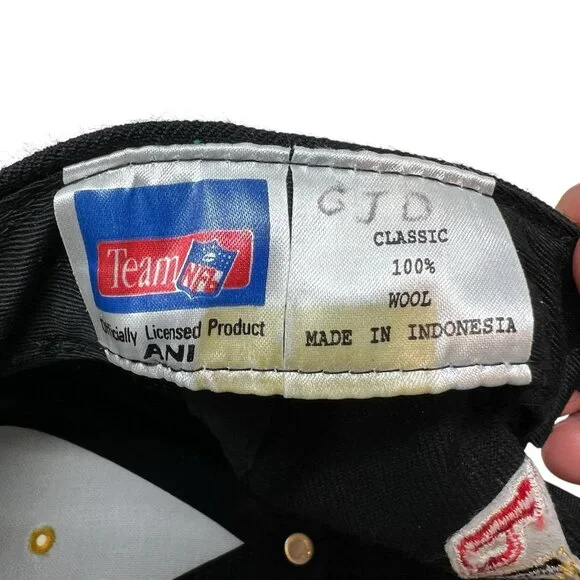 Team NFL
Officially Licensed Product
ANI
GJD
CLASSIC
100%
WOOL
MADE IN INDONESIA